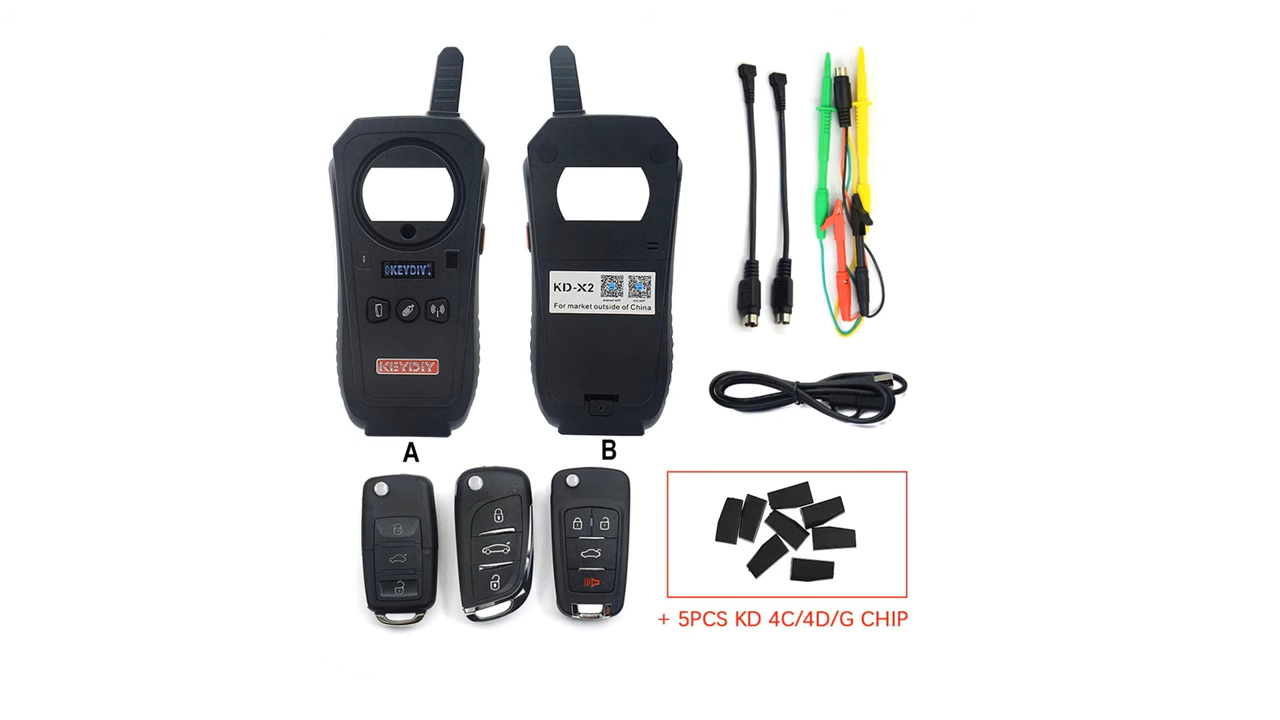 KEYDIY
KEYDIY
KD-X2
For market outside of China
A
B
+ 5PCS KD 4C/4D/G CHIP